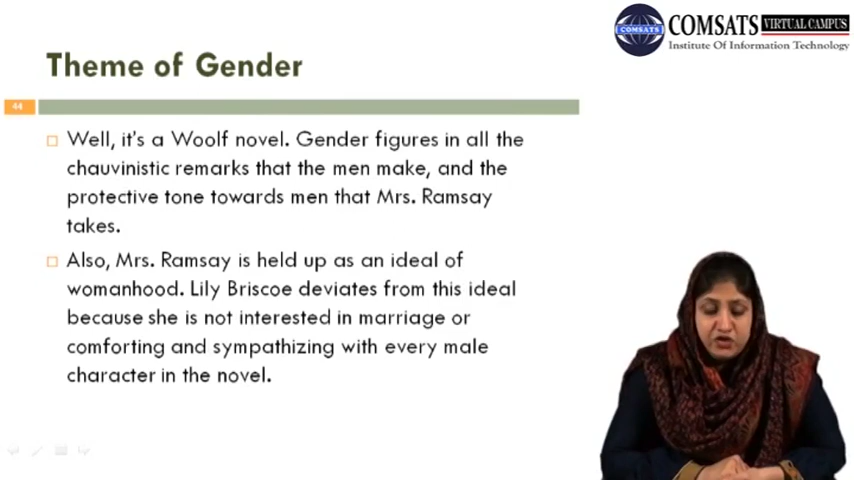 COMSATS VIRTUAL CAMPUS
COMSATS
Institute Of Information Technology
Theme of Gender
44
Well, it's a Woolf novel. Gender figures in all the
chauvinistic remarks that the men make, and the
protective tone towards men that Mrs. Ramsay
takes.
Also, Mrs. Ramsay is held up as an ideal of
womanhood. Lily Briscoe deviates from this ideal
because she is not interested in marriage or
comforting and sympathizing with every male
character in the novel.